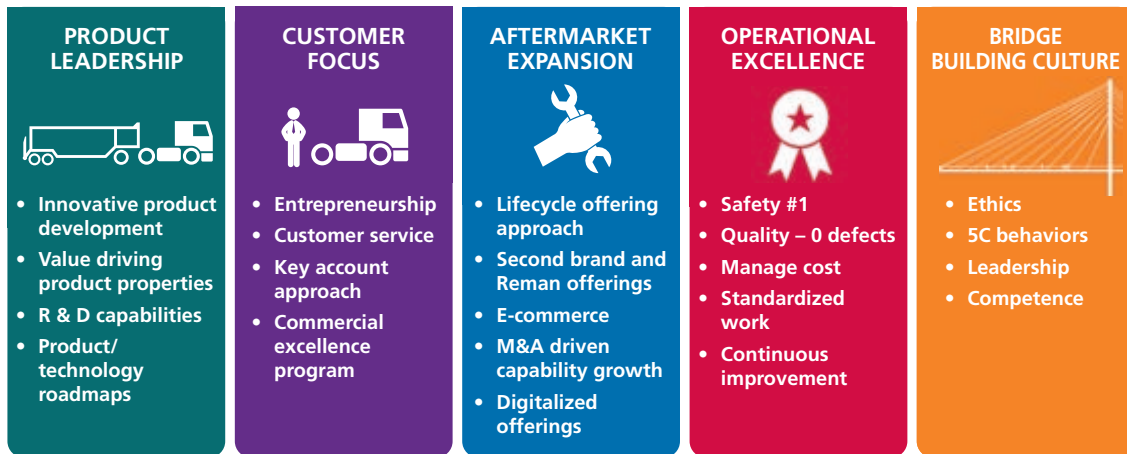 PRODUCT
LEADERSHIP
• Innovative product
development
• Value driving
product properties
• R & D capabilities
• Product/
technology
roadmaps
CUSTOMER
FOCUS
• Entrepreneurship
• Customer service
• Key account
approach
• Commercial
excellence
program
AFTERMARKET
EXPANSION
• Lifecycle offering
approach
• Second brand and
Reman offerings
• E-commerce
• M&A driven
capability growth
• Digitalized
offerings
OPERATIONAL
EXCELLENCE
• Safety #1
• Quality – 0 defects
• Manage cost
• Standardized
work
• Continuous
improvement
BRIDGE
BUILDING CULTURE
• Ethics
• 5C behaviors
• Leadership
• Competence